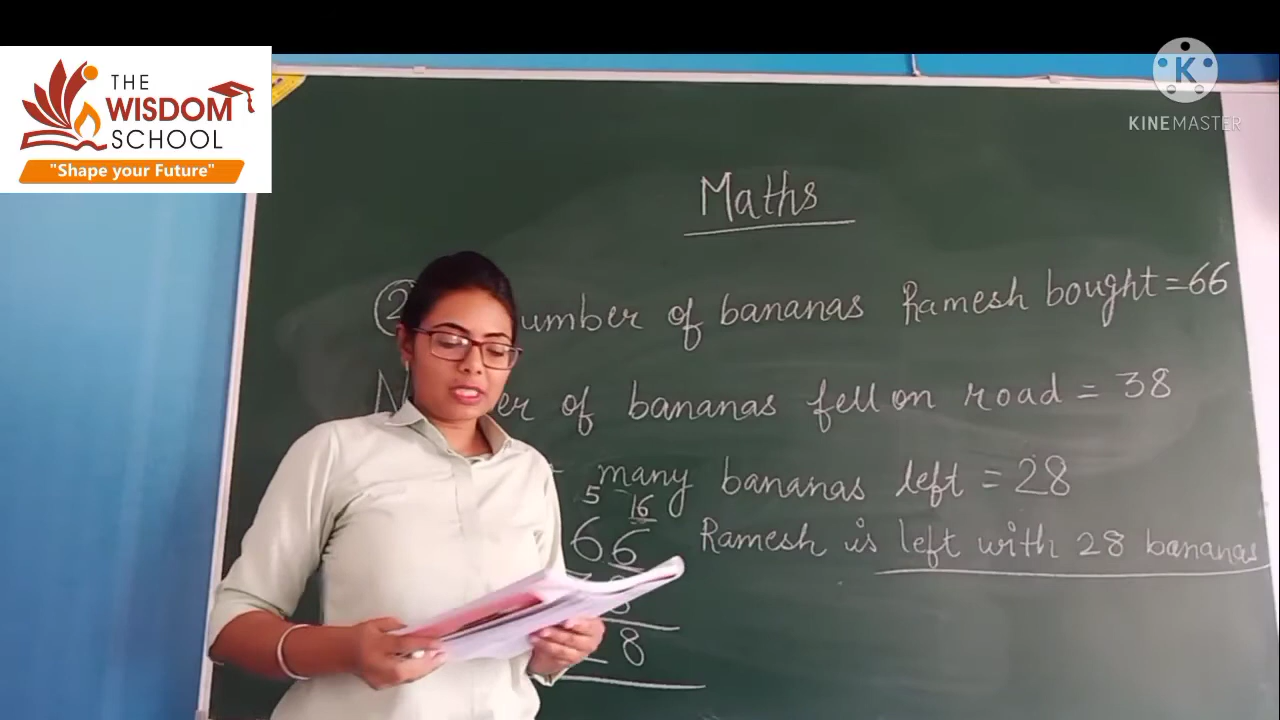 THE
WISDOM
SCHOOL
"Shape your Future"
K
KINEMASTER
Maths
2 umber of bananas Ramesh bought = 66
N er of bananas fell on road = 38
many bananas left = 28
5 16
66
Ramesh is left with 28 bananas
8